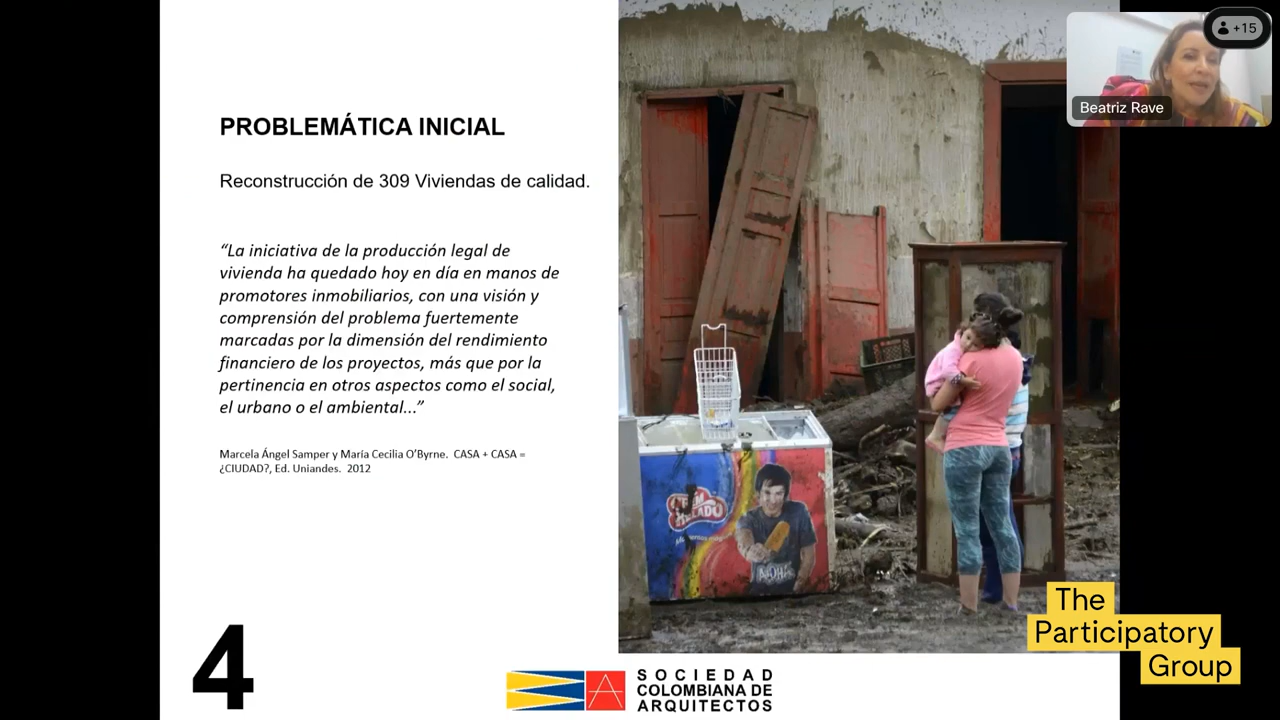 +15
Beatriz Rave
PROBLEMÁTICA INICIAL
Reconstrucción de 309 Viviendas de calidad.
“La iniciativa de la producción legal de
vivienda ha quedado hoy en día en manos de
promotores inmobiliarios, con una visión y
comprensión del problema fuertemente
marcadas por la dimensión del rendimiento
financiero de los proyectos, más que por la
pertinencia en otros aspectos como el social,
el urbano o el ambiental...”
Marcela Ángel Samper y María Cecilia O’Byrne. CASA + CASA =
¿CIUDAD?, Ed. Uniandes. 2012
HELADO
ALOHA
The
Participatory
Group
4
SOCIEDAD
COLOMBIANA DE
ARQUITECTOS